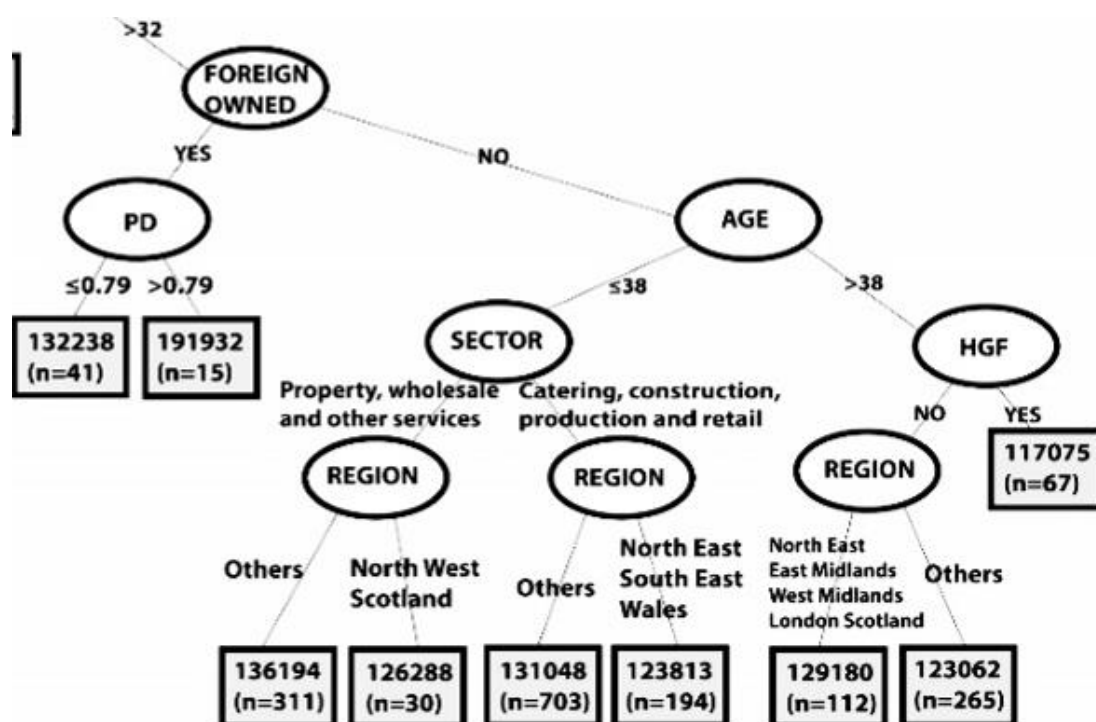 >32
FOREIGN
OWNED
YES
NO
PD
AGE
≤0.79 >0.79
≤38
>38
132238
(n=41)
191932
(n=15)
SECTOR
HGF
Property, wholesale
and other services
Catering, construction,
production and retail
NO
YES
117075
(n=67)
REGION
REGION
REGION
Others
North West
Scotland
Others
North East
South East
Wales
North East
East Midlands
West Midlands
London Scotland
Others
136194
(n=311)
126288
(n=30)
131048
(n=703)
123813
(n=194)
129180
(n=112)
123062
(n=265)